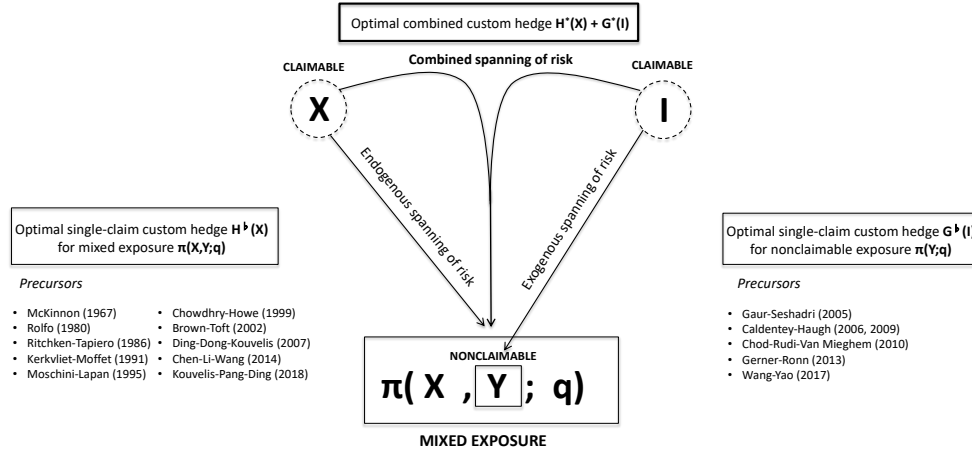 Optimal combined custom hedge H*(X) + G*(I)
Combined spanning of risk
CLAIMABLE
X
CLAIMABLE
I
Endogenous spanning of risk
Exogenous spanning of risk
Optimal single-claim custom hedge H♭(X)
for mixed exposure π(X,Y;q)
Precursors
• McKinnon (1967)
• Rolfo (1980)
• Ritchken-Tapiero (1986)
• Kerkvliet-Moffet (1991)
• Moschini-Lapan (1995)
• Chowdhry-Howe (1999)
• Brown-Toft (2002)
• Ding-Dong-Kouvelis (2007)
• Chen-Li-Wang (2014)
• Kouvelis-Pang-Ding (2018)
Optimal single-claim custom hedge G♭(I)
for nonclaimable exposure π(Y;q)
Precursors
• Gaur-Seshadri (2005)
• Caldentey-Haugh (2006, 2009)
• Chod-Rudi-Van Mieghem (2010)
• Gerner-Ronn (2013)
• Wang-Yao (2017)
NONCLAIMABLE
π( X , Y ; q)
MIXED EXPOSURE